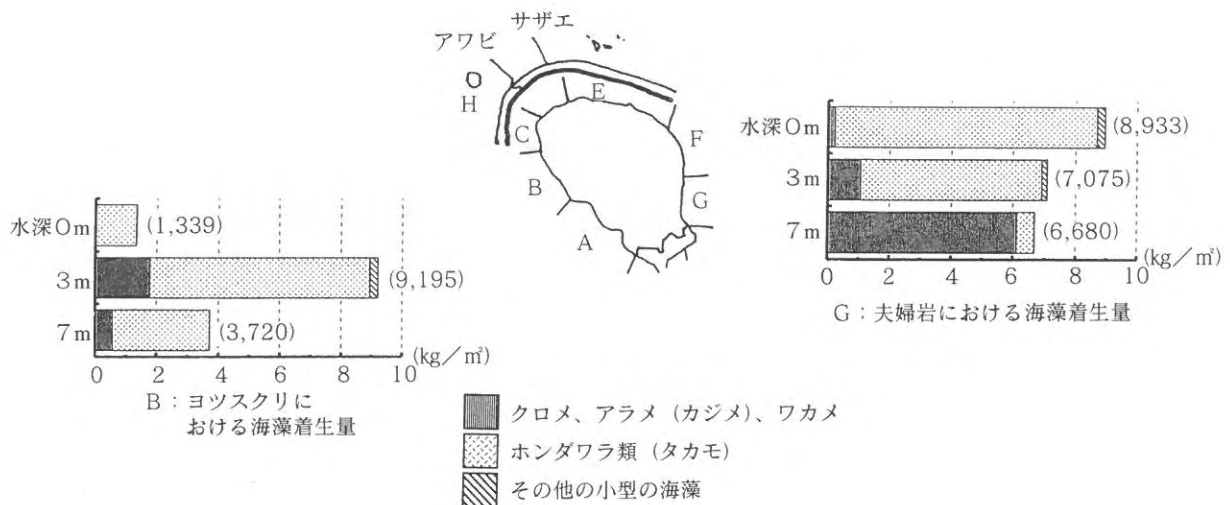 サザエ
アワビ
H
E
C
F
B
G
A
水深0m
(1,339)
3m
(9,195)
7m
(3,720)
(kg/㎡)
0 2 4 6 8 10
B:ヨツスクリに
おける海藻着生量
水深0m
(8,933)
3m
(7,075)
7m
(6,680)
(kg/㎡)
0 2 4 6 8 10
G:夫婦岩における海藻着生量
クロメ、アラメ(カジメ)、ワカメ
ホンダワラ類(タカモ)
その他の小型の海藻